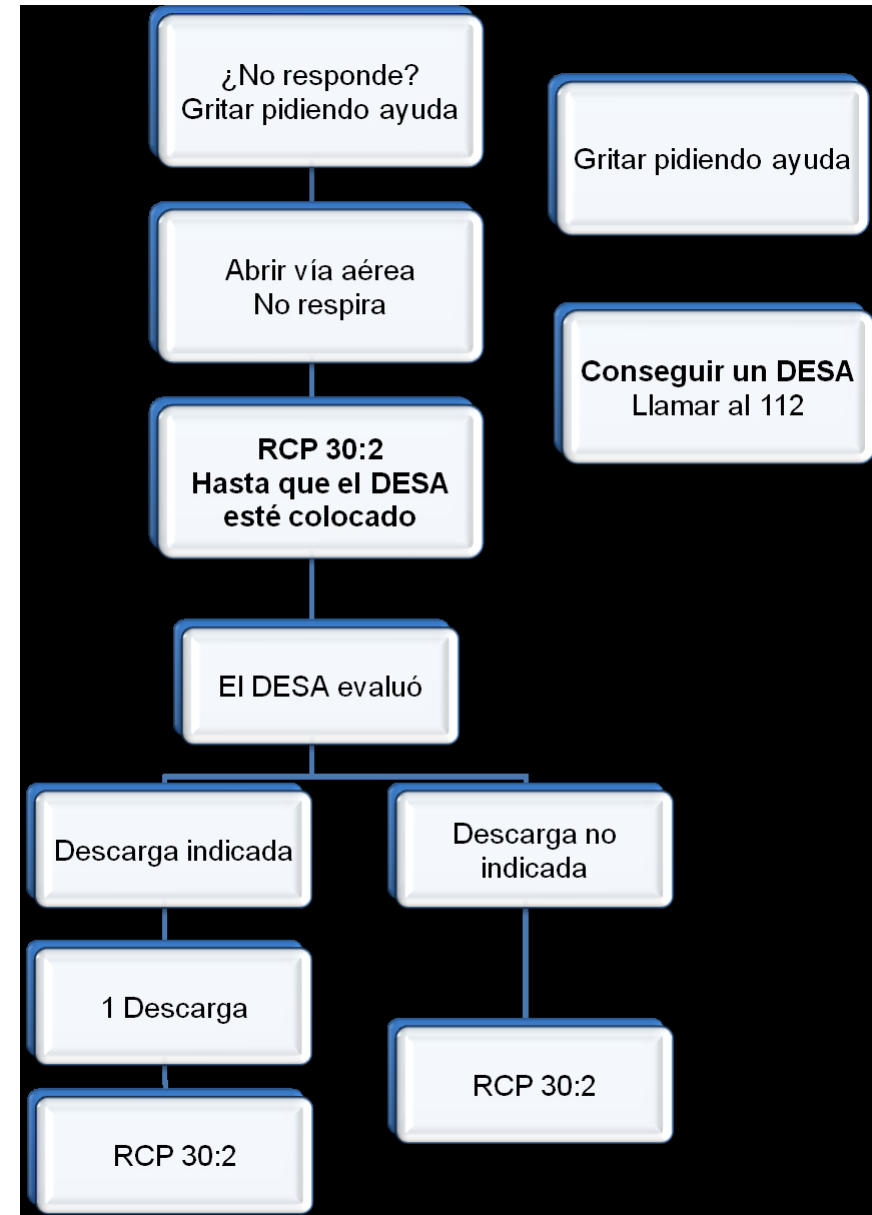 ¿No responde?
Gritar pidiendo ayuda
Gritar pidiendo ayuda
Abrir vía aérea
No respira
Conseguir un DESA
Llamar al 112
RCP 30:2
Hasta que el DESA
esté colocado
El DESA evaluó
Descarga indicada
Descarga no
indicada
1 Descarga
RCP 30:2
RCP 30:2